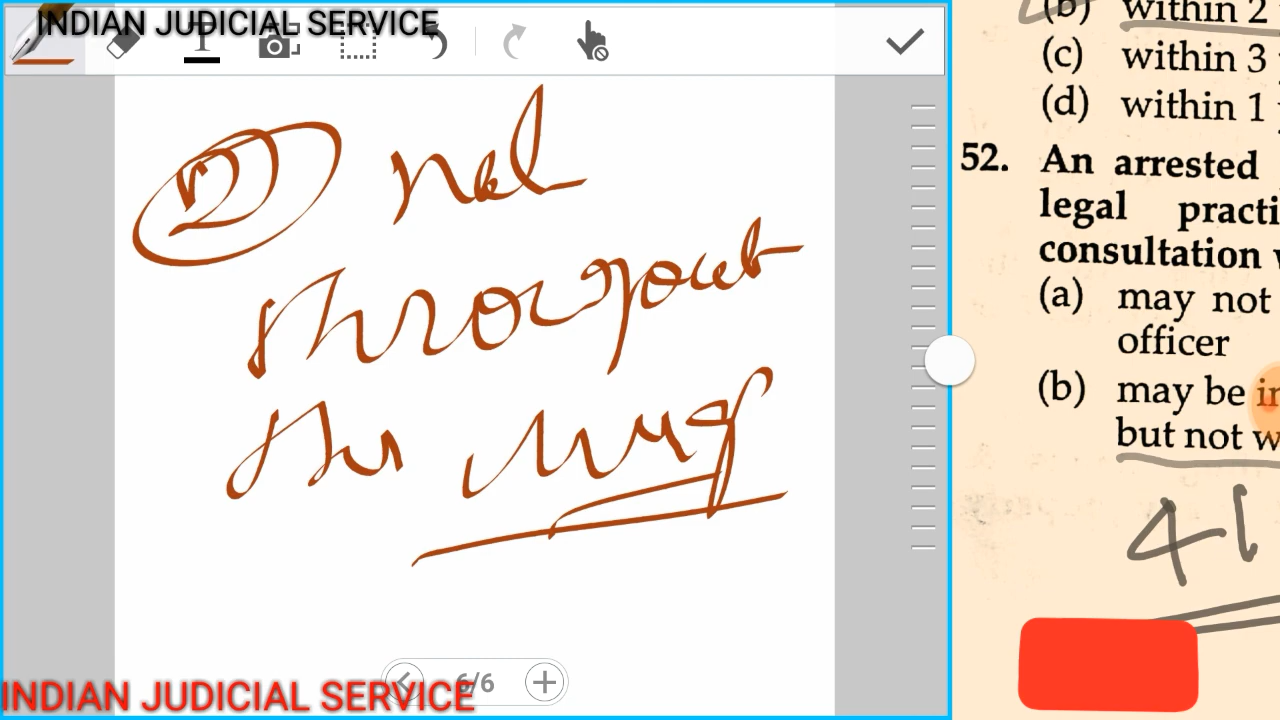 INDIAN JUDICIAL SERVICE
T
not
throughout
the
6/6
INDIAN JUDICIAL SERVICE
(b) within 2
(c) within 3
(d) within 1
52. An arrested
legal practi
consultation
(a) may not
officer
(b) may be in
but not w
41